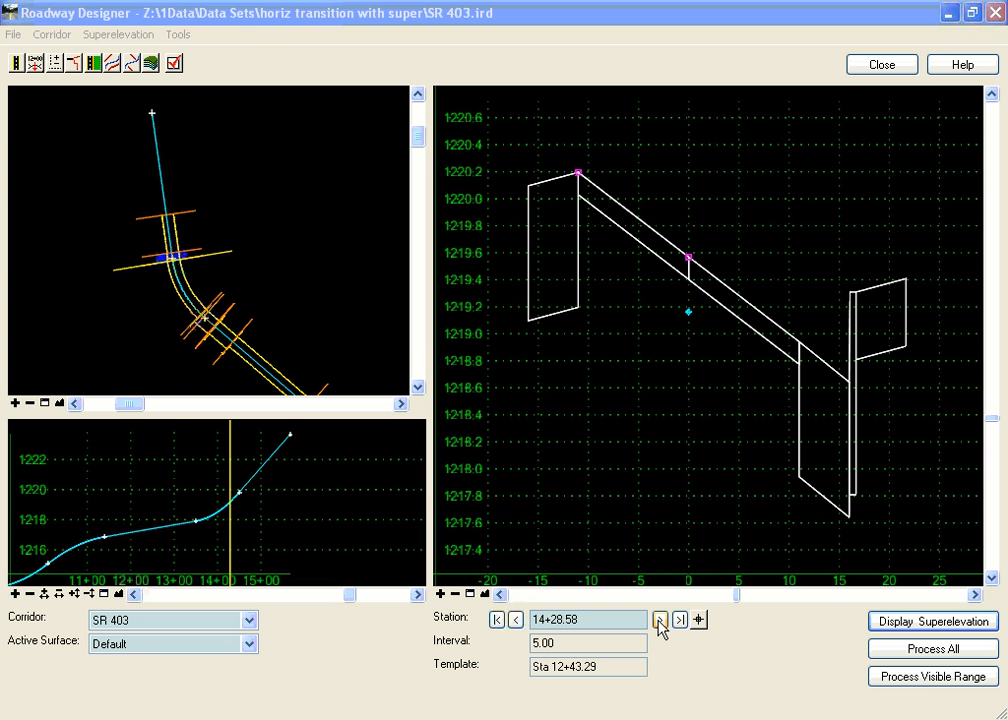 Roadway Designer - Z:\1Data\Data Sets\horiz transition with super\SR 403.ird
File Corridor Superelevation Tools
12+00
Close Help
1220.6
1220.4
1220.2
1220.0
1219.8
1219.6
1219.4
1219.2
1219.0
1218.8
1218.6
1218.4
1218.2
1218.0
1217.8
1217.6
1217.4
-20 -15 -10 -5 0 5 10 15 20 25
1222
1220
1218
1216
11+00 12+00 13+00 14+00 15+00
Corridor: SR 403
Active Surface: Default
Station: 14+28.58
Interval: 5.00
Template: Sta 12+43.29
Display Superelevation
Process All
Process Visible Range